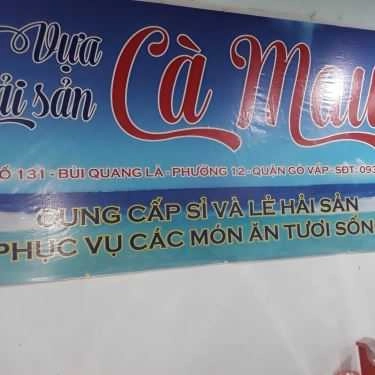 Vựa
ải sản
Cà Mau
Ố 131 - BÙI QUANG LÀ - PHƯỜNG 12 - QUẬN GÒ VẤP - SĐT: 093
CUNG CẤP SỈ VÀ LẺ HẢI SẢN
PHỤC VỤ CÁC MÓN ĂN TƯƠI SỐN